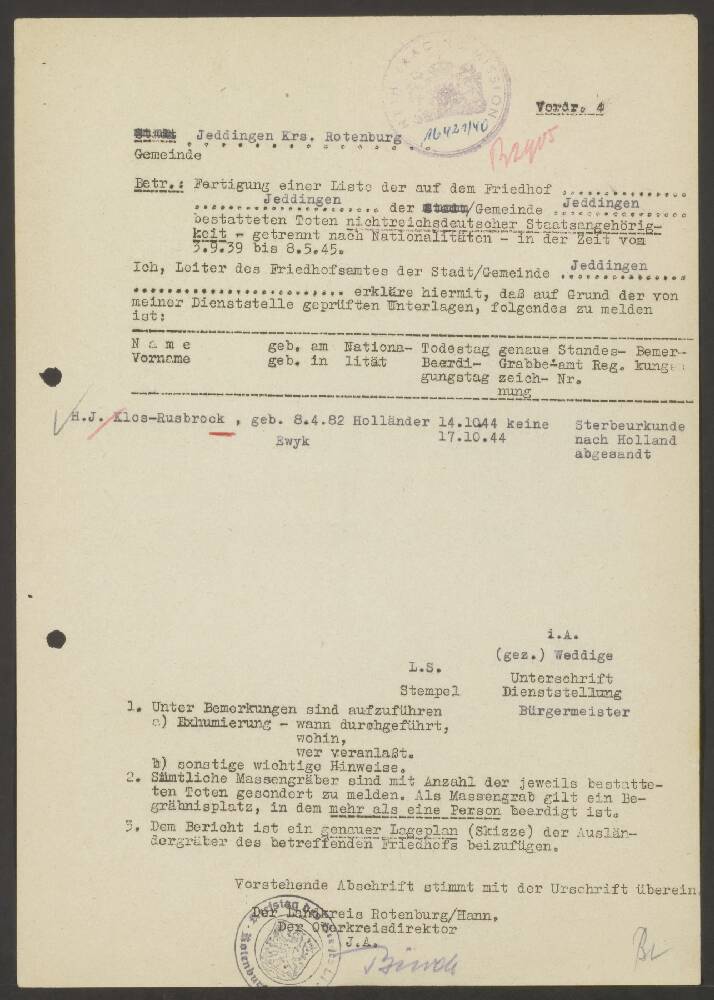 Vordr. 4
16421/40
Jeddingen Krs. Rotenburg
Gemeinde
Betr.: Fertigung einer Liste der auf dem Friedhof
Jeddingen der Stadt/Gemeinde Jeddingen
bestatteten Toten nichtreichsdeutscher Staatsangehörig-
keit - getrennt nach Nationalitäten - in der Zeit vom
3.9.39 bis 8.5.45.
Ich, Leiter des Friedhofsamtes der Stadt/Gemeinde Jeddingen
erkläre hiermit, daß auf Grund der von
meiner Dienststelle geprüften Unterlagen, folgendes zu melden
ist:
N a m e geb. am Nationa- Todestag genaue Standes- Bemer-
Vorname geb. in lität Beerdi- Grabbe- amt Reg. kungen
gungstag zeich- Nr.
nung
H.J. Klos-Rusbrock , geb. 8.4.82 Holländer 14.1044 keine Sterbeurkunde
Ewyk 17.10.44 nach Holland
abgesandt
i.A.
(gez.) Weddige
L.S.
Unterschrift
Stempel Dienststellung
Bürgermeister
1. Unter Bemerkungen sind aufzuführen
a) Exhumierung - wann durchgeführt,
wohin,
wer veranlaßt.
b) sonstige wichtige Hinweise.
2. Sämtliche Massengräber sind mit Anzahl der jeweils bestatte-
ten Toten gesondert zu melden. Als Massengrab gilt ein Be-
gräbnisplatz, in dem mehr als eine Person beerdigt ist.
3. Dem Bericht ist ein genauer Lageplan (Skizze) der Auslän-
dergräber des betreffenden Friedhofs beizufügen.
Vorstehende Abschrift stimmt mit der Urschrift überein
Der Landkreis Rotenburg/Hann.
Der Oberkreisdirektor
J.A.